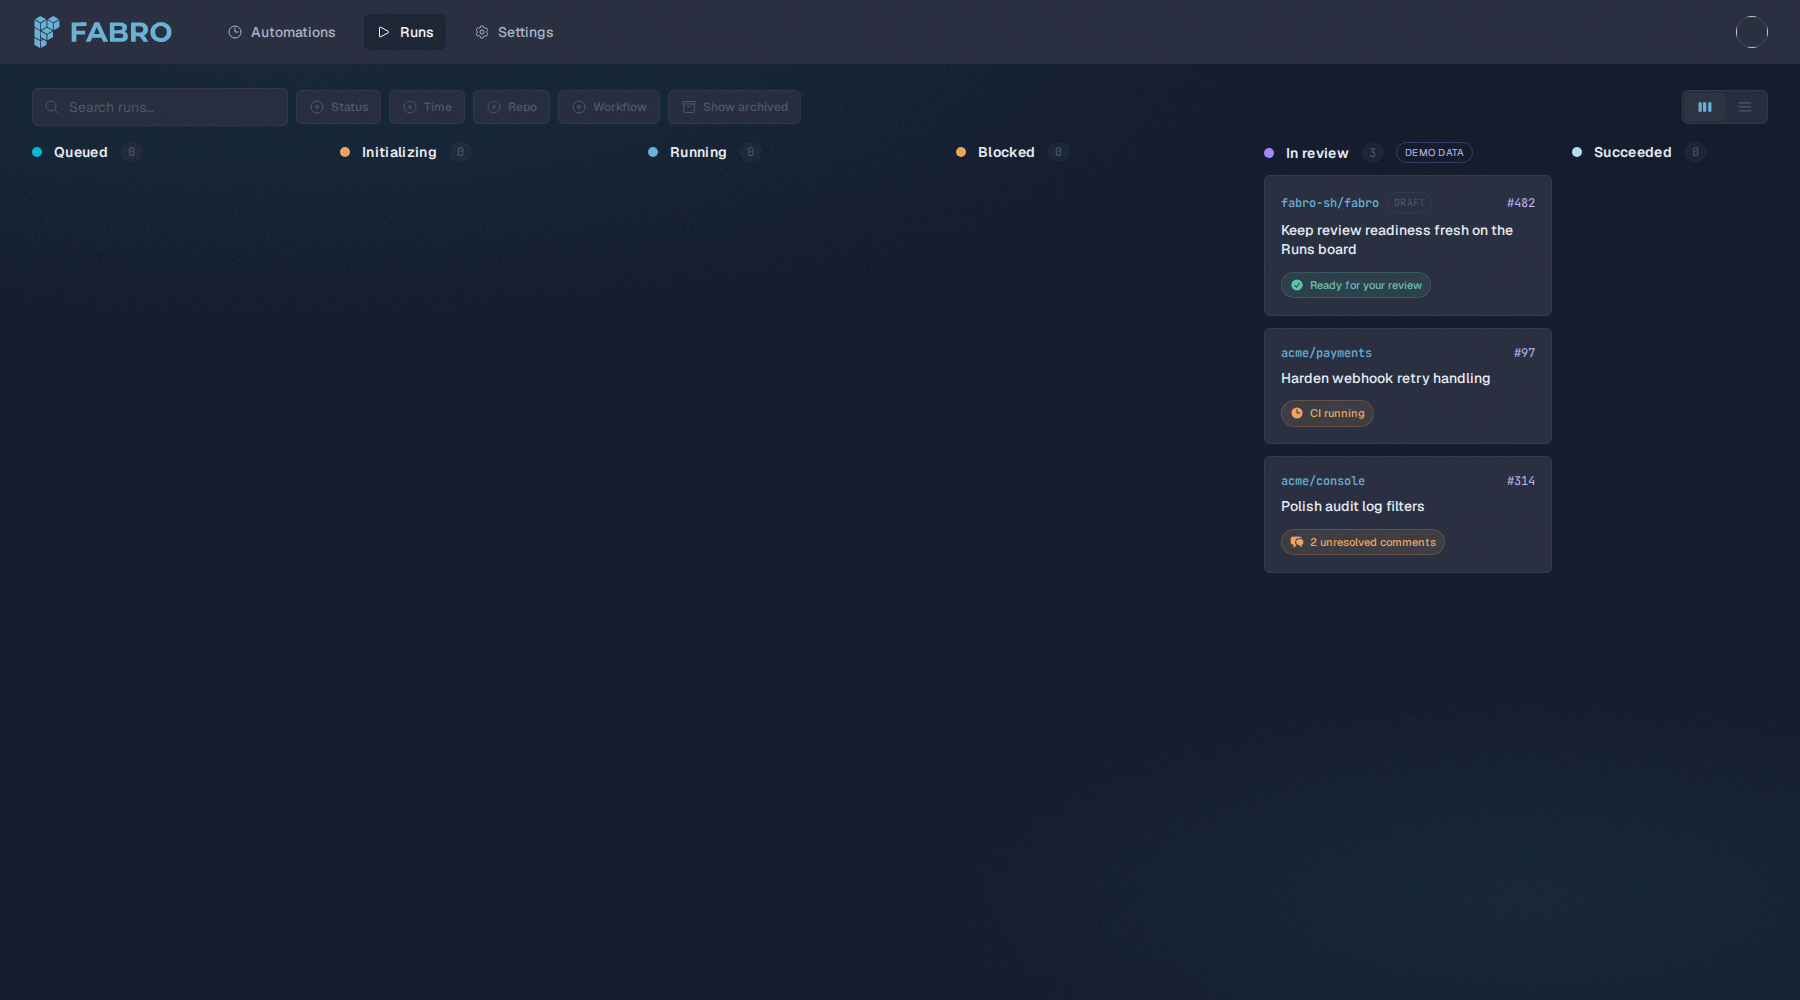 FABRO
Automations
Runs
Settings
Search runs...
Status
Time
Repo
Workflow
Show archived
Queued 0
Initializing 0
Running 0
Blocked 0
In review 3 DEMO DATA
Succeeded 0
fabro-sh/fabro DRAFT #482
Keep review readiness fresh on the
Runs board
Ready for your review
acme/payments #97
Harden webhook retry handling
CI running
acme/console #314
Polish audit log filters
2 unresolved comments